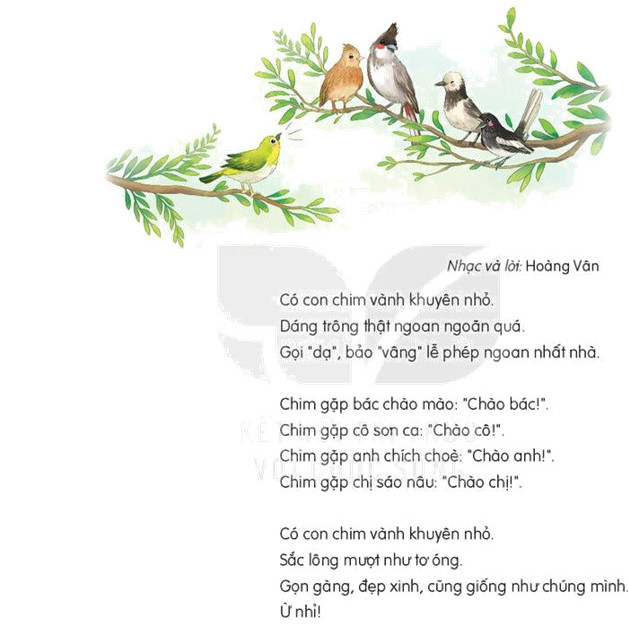 Nhạc và lời: Hoàng Vân
Có con chim vành khuyên nhỏ.
Dáng trông thật ngoan ngoãn quá.
Gọi "dạ", bảo "vâng" lễ phép ngoan nhất nhà.
Chim gặp bác chào mào: "Chào bác!".
Chim gặp cô sơn ca: "Chào cô!".
Chim gặp anh chích choè: "Chào anh!".
Chim gặp chị sáo nâu: "Chào chị!".
Có con chim vành khuyên nhỏ.
Sắc lông mượt như tơ óng.
Gọn gàng, đẹp xinh, cũng giống như chúng mình.
Ừ nhỉ!